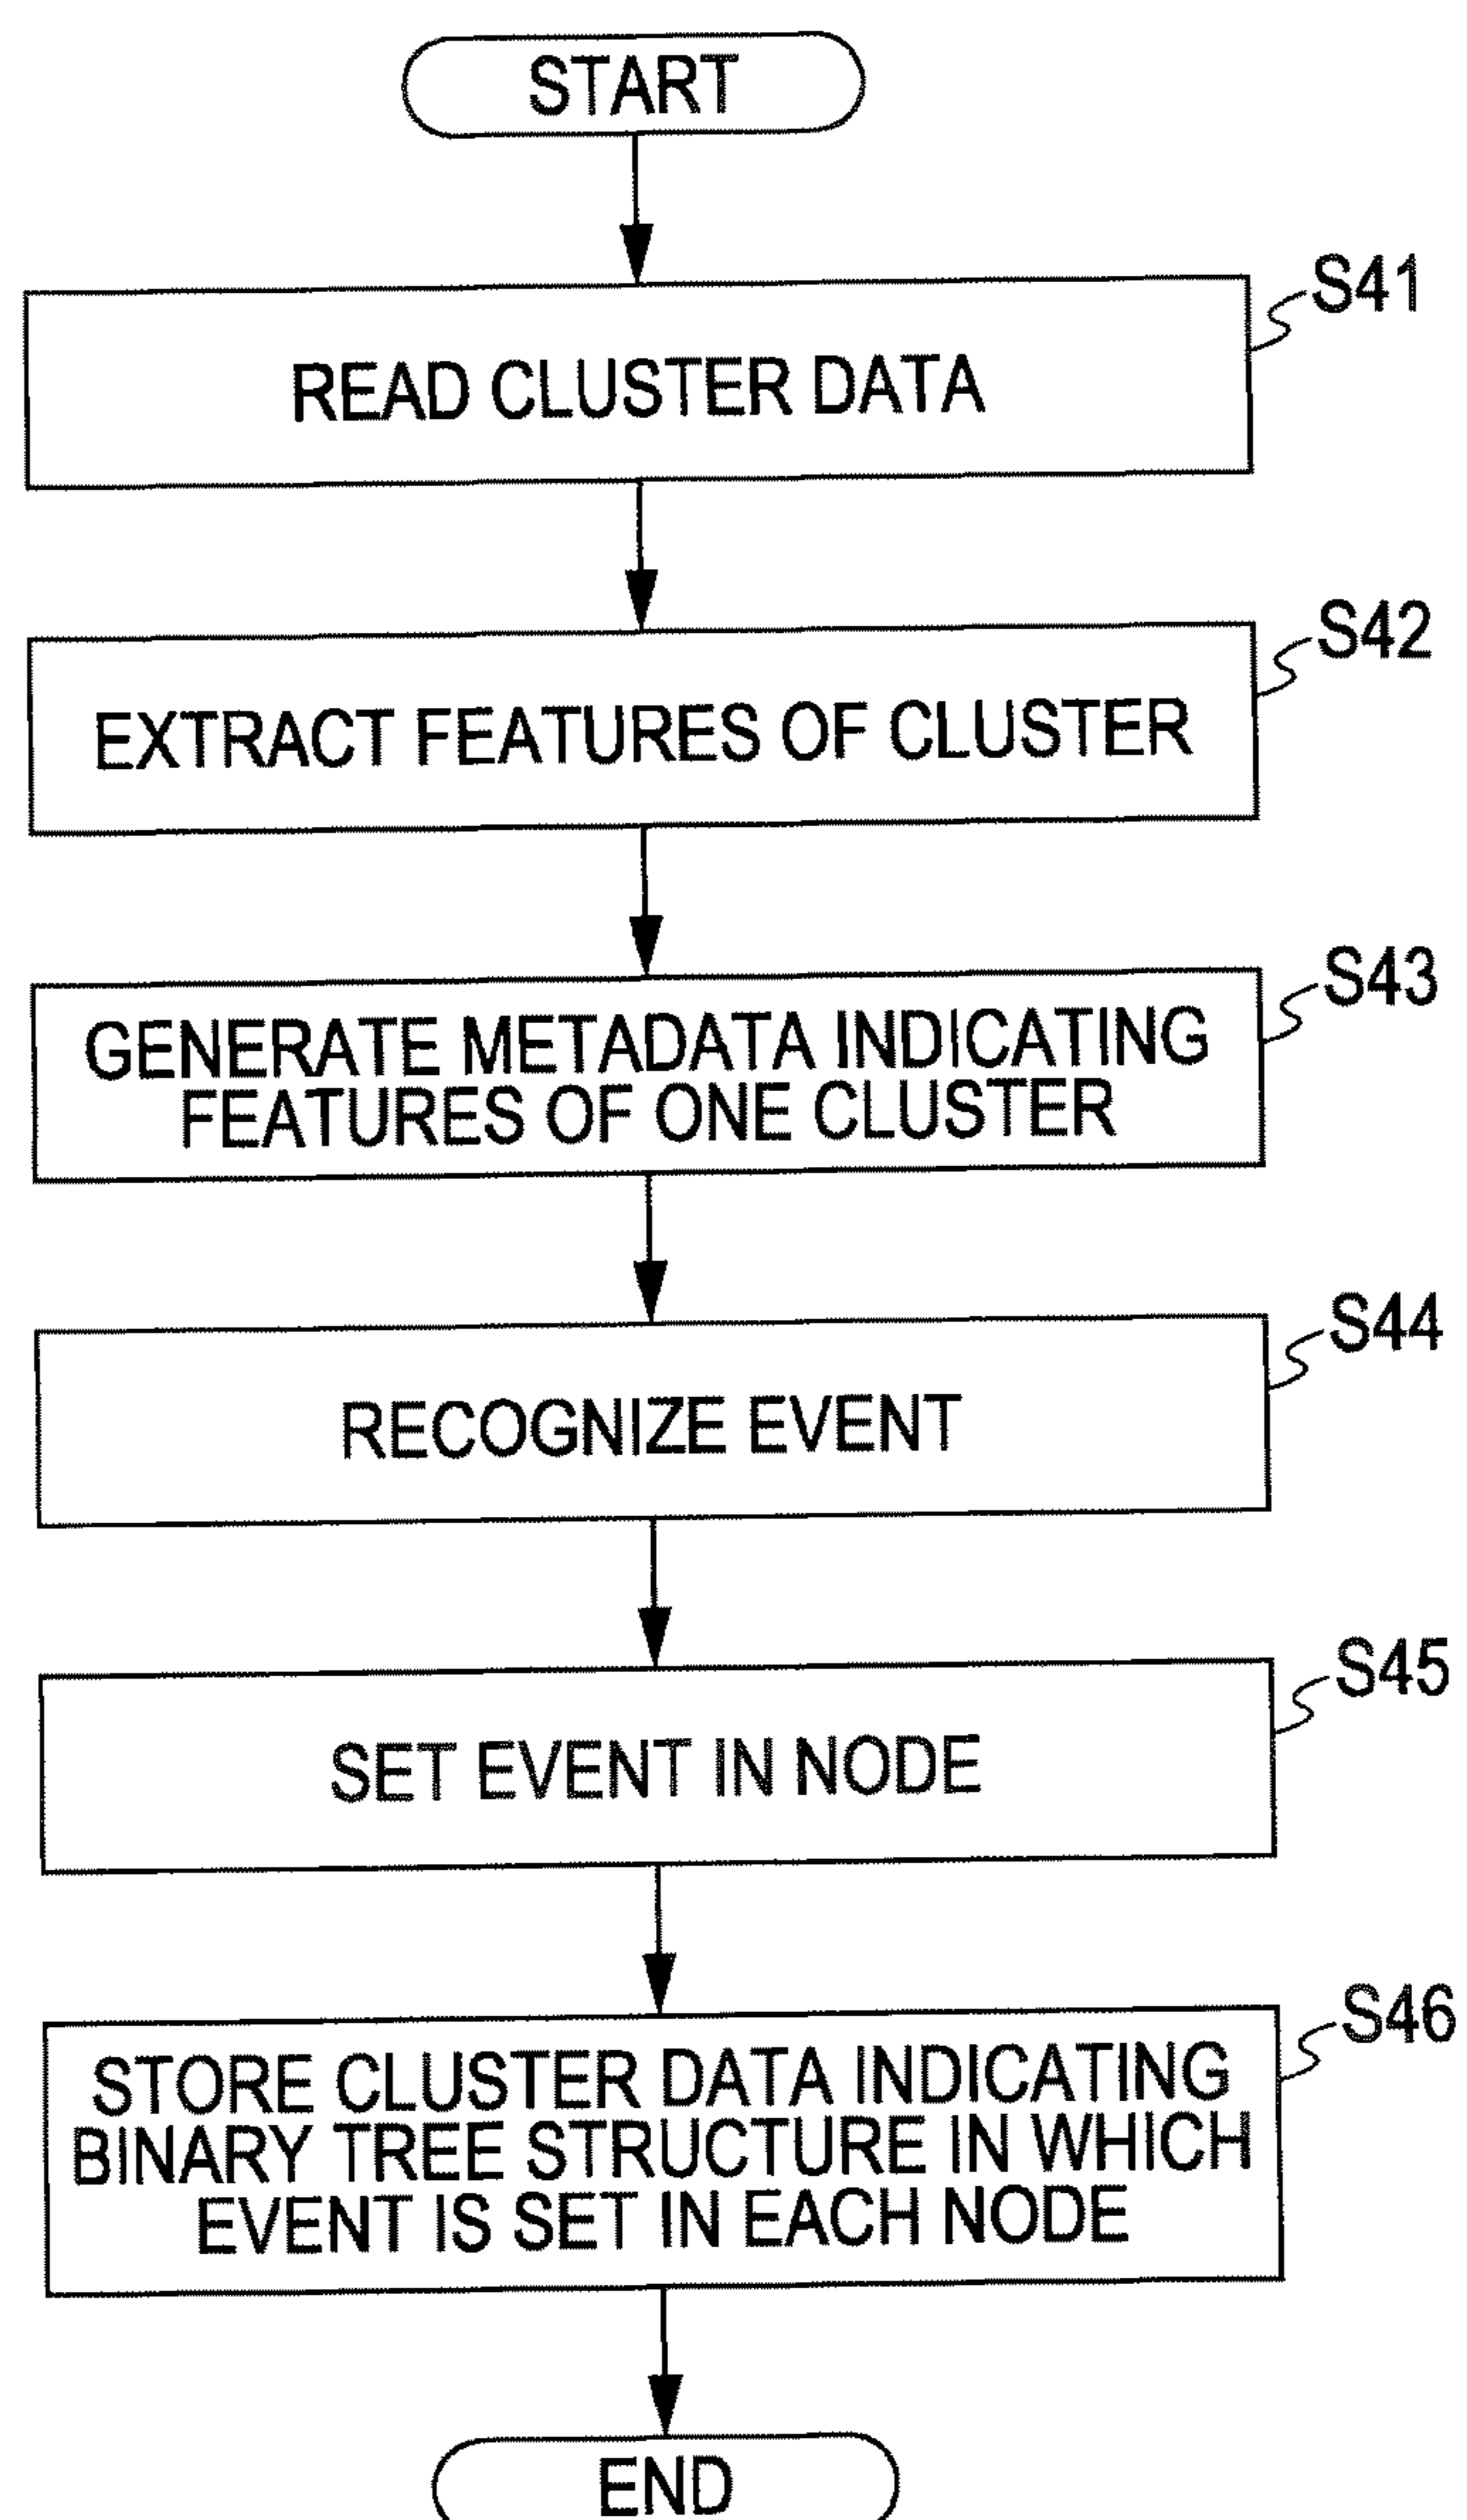 START
S41
READ CLUSTER DATA
S42
EXTRACT FEATURES OF CLUSTER
S43
GENERATE METADATA INDICATING
FEATURES OF ONE CLUSTER
S44
RECOGNIZE EVENT
S45
SET EVENT IN NODE
S46
STORE CLUSTER DATA INDICATING
BINARY TREE STRUCTURE IN WHICH
EVENT IS SET IN EACH NODE
END